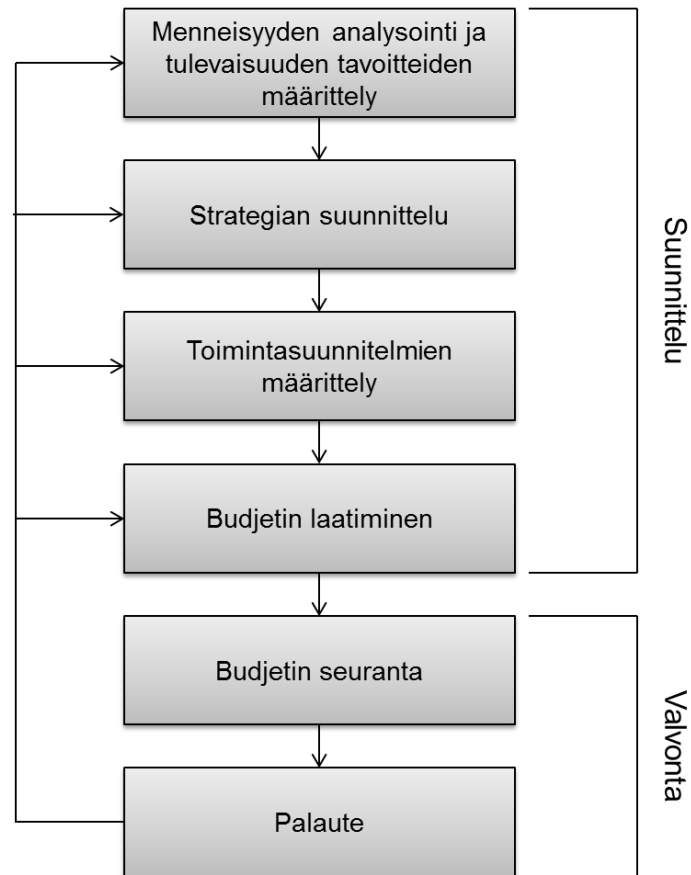 Menneisyyden analysointi ja
tulevaisuuden tavoitteiden
määrittely
Strategian suunnittelu
Toimintasuunnitelmien
määrittely
Budjetin laatiminen
Suunnittelu
Budjetin seuranta
Palaute
Valvonta